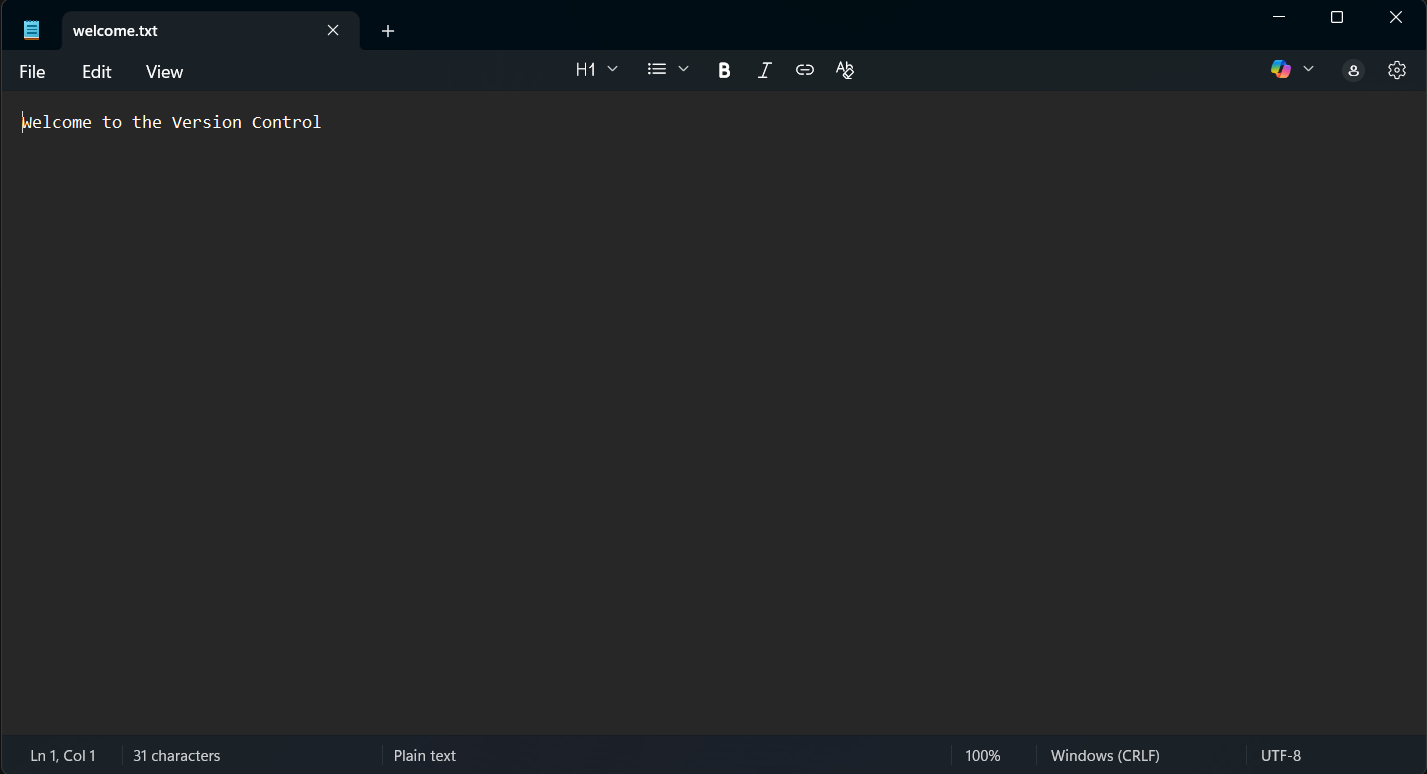 welcome.txt
File Edit View H1 B I
Welcome to the Version Control
Ln 1, Col 1 31 characters Plain text 100% Windows (CRLF) UTF-8